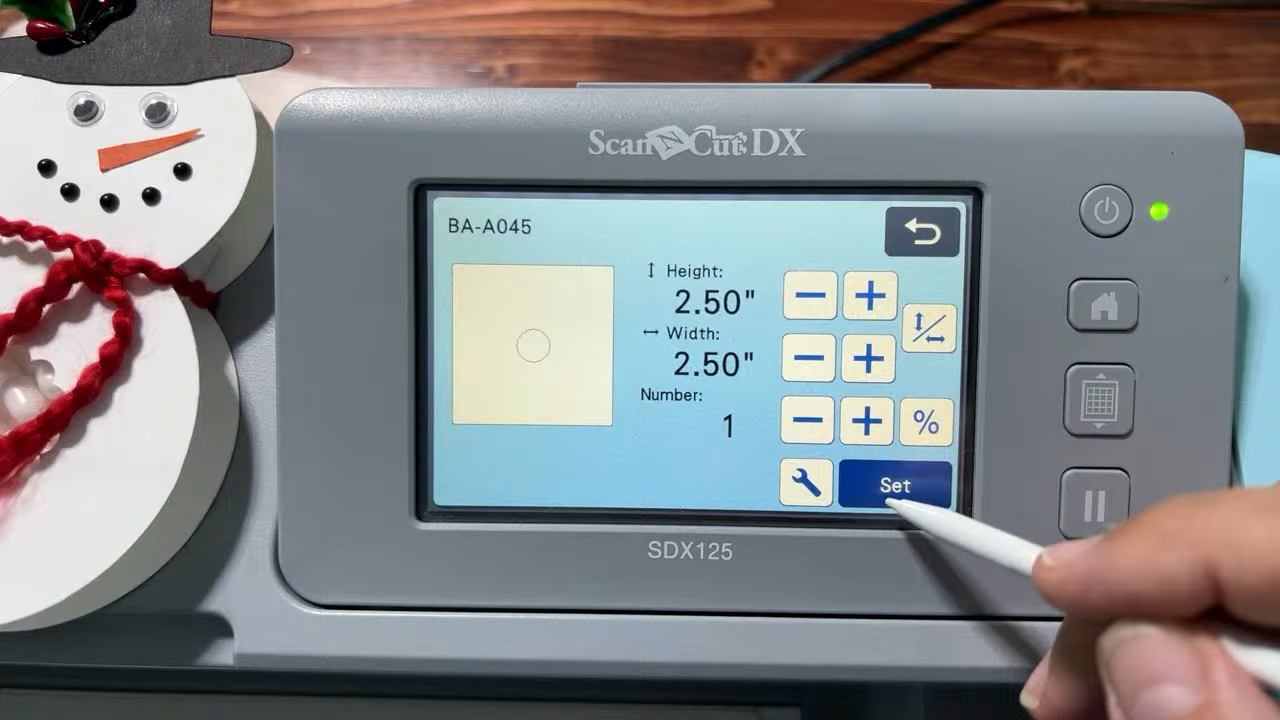 ScanNCut DX
BA-A045
Height:
2.50"
Width:
2.50"
Number:
1
%
Set
SDX125